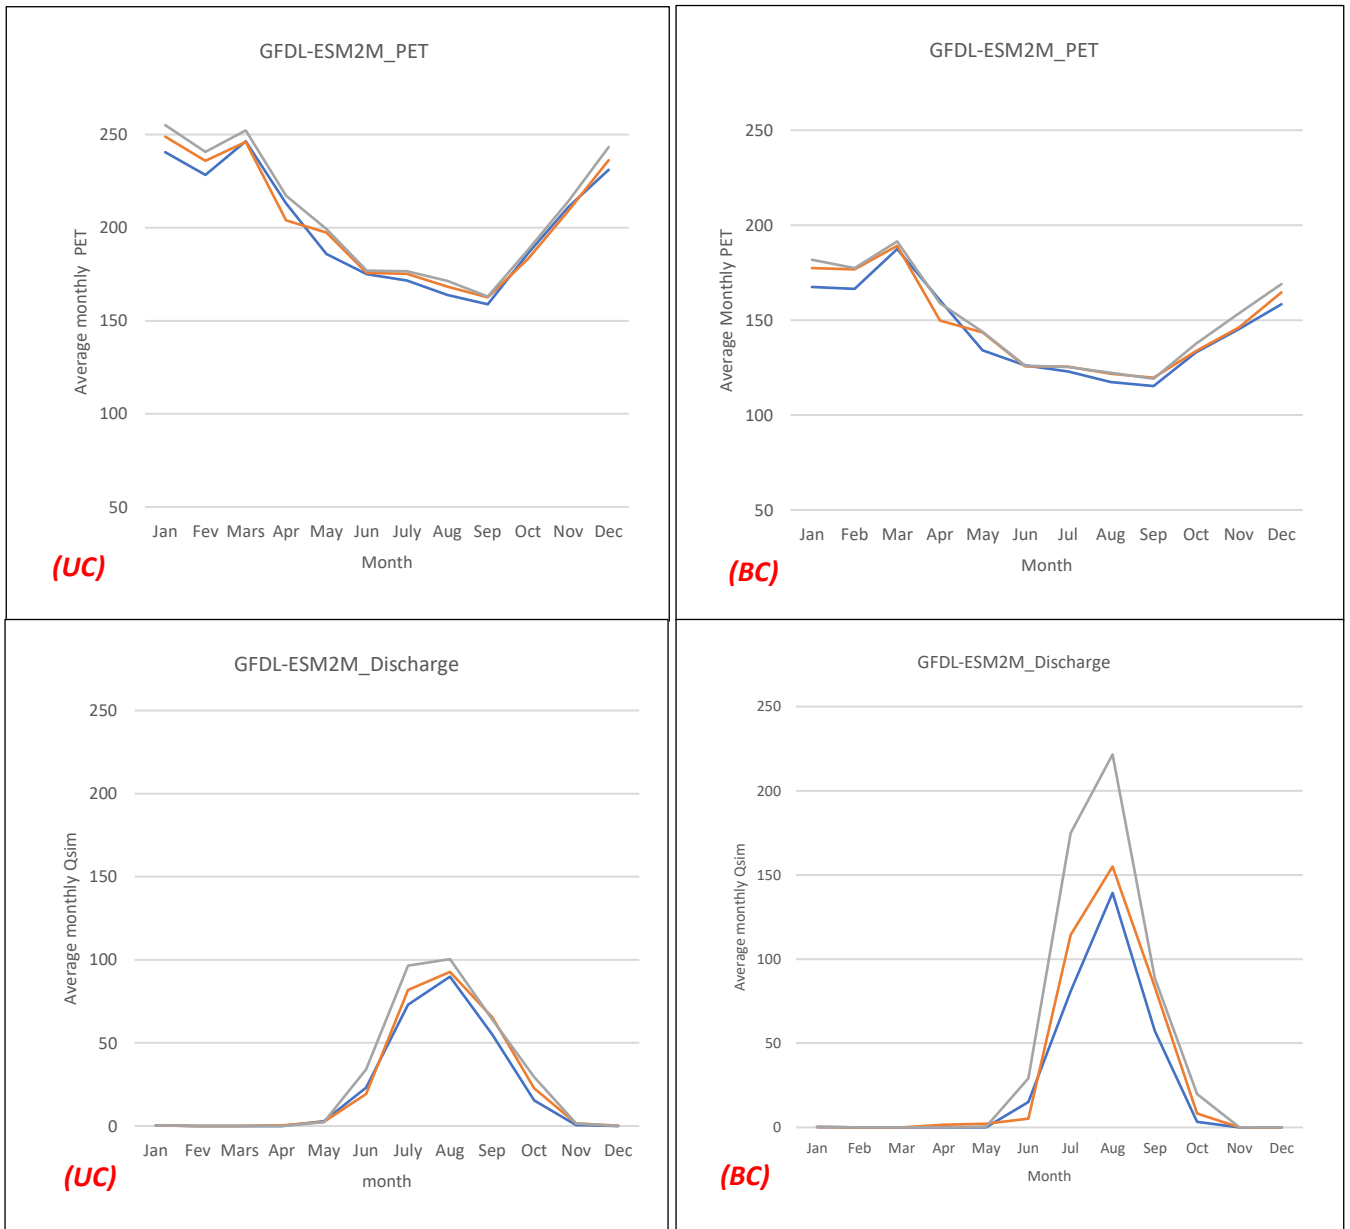 GFDL-ESM2M_PET
250
200
150
100
50
Average monthly PET
Jan Fev Mars Apr May Jun July Aug Sep Oct Nov Dec
Month
(UC)
GFDL-ESM2M_PET
250
200
150
100
50
Average Monthly PET
Jan Feb Mar Apr May Jun Jul Aug Sep Oct Nov Dec
Month
(BC)
GFDL-ESM2M_Discharge
250
200
150
100
50
0
Average monthly Qsim
Jan Fev Mars Apr May Jun July Aug Sep Oct Nov Dec
month
(UC)
GFDL-ESM2M_Discharge
250
200
150
100
50
0
Average monthly Qsim
Jan Feb Mar Apr May Jun Jul Aug Sep Oct Nov Dec
Month
(BC)